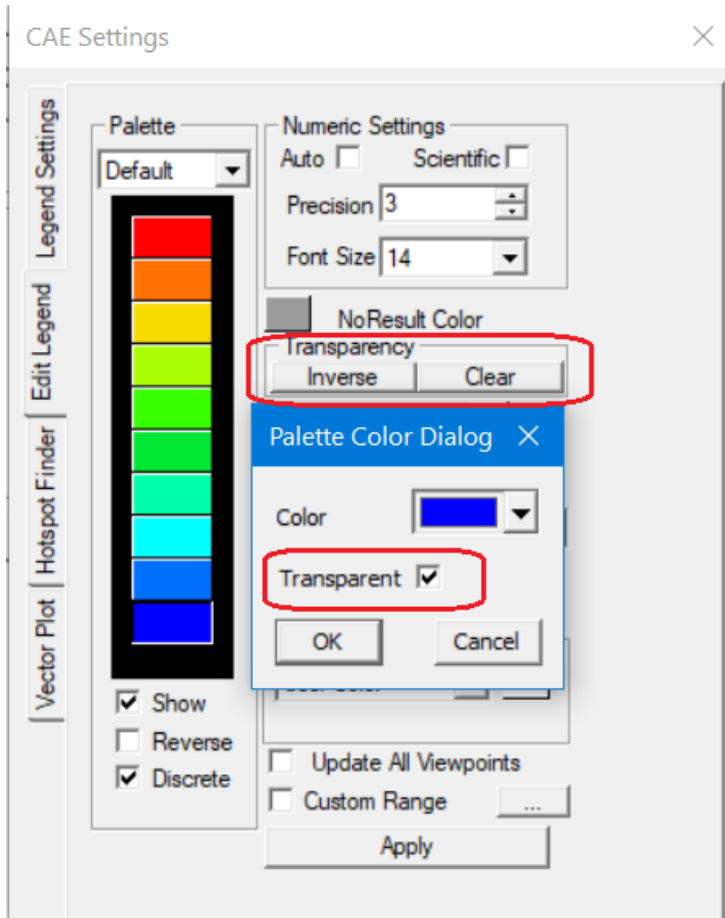 CAE Settings
Legend Settings
Edit Legend
Hotspot Finder
Vector Plot
Palette
Default
Show
Reverse
Discrete
Numeric Settings
Auto Scientific
Precision 3
Font Size 14
NoResult Color
Transparency
Inverse Clear
Palette Color Dialog
Color
Transparent
OK Cancel
Update All Viewpoints
Custom Range ...
Apply